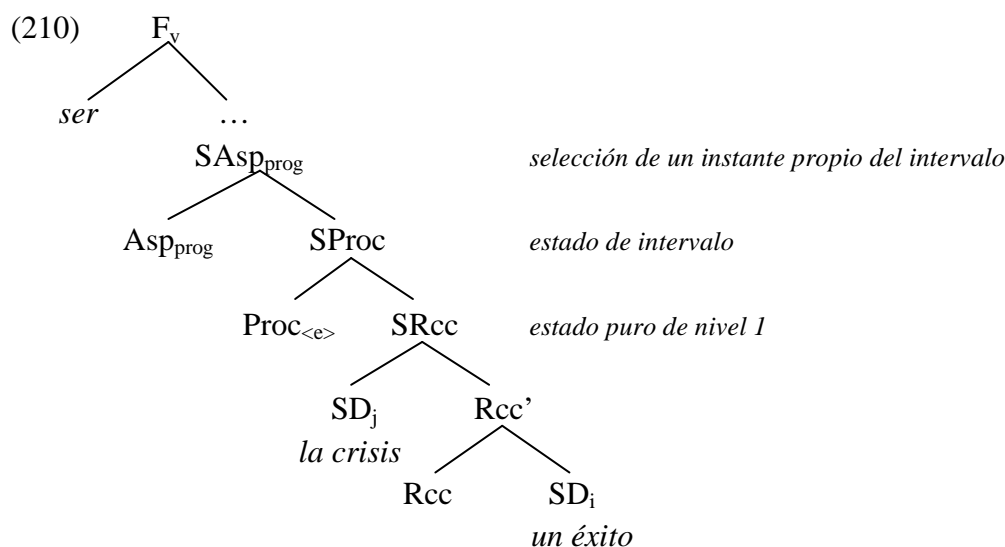 (210) F_v
ser …
SAsp_prog selección de un instante propio del intervalo
Asp_prog SProc estado de intervalo
Proc_<e> SRcc estado puro de nivel 1
SD_j Rcc’
la crisis
Rcc SD_i
un éxito